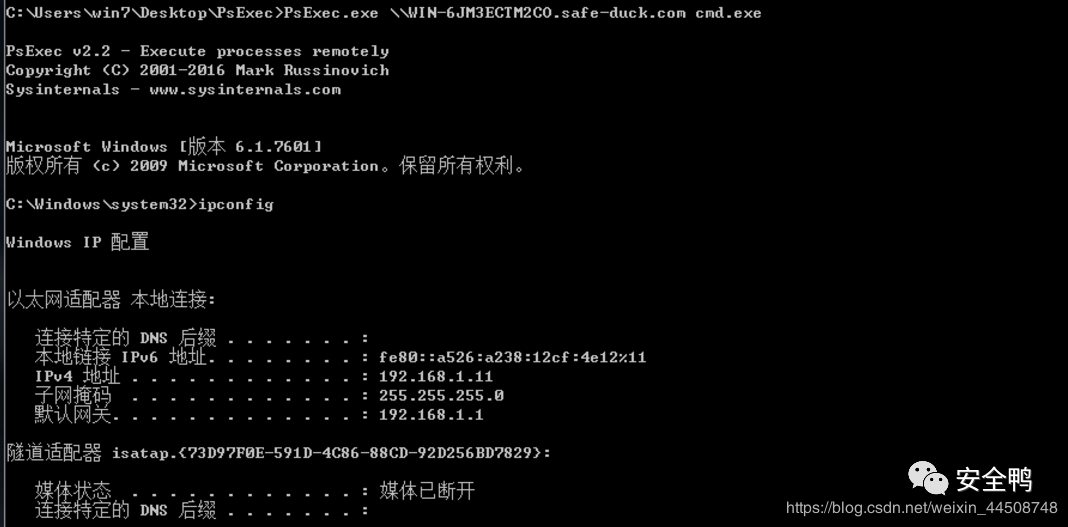 C:\Users\win7\Desktop\PsExec>PsExec.exe \\WIN-6JM3ECTM2CO.safe-duck.com cmd.exe
PsExec v2.2 - Execute processes remotely
Copyright (C) 2001-2016 Mark Russinovich
Sysinternals - www.sysinternals.com
Microsoft Windows [版本 6.1.7601]
版权所有 (c) 2009 Microsoft Corporation。保留所有权利。
C:\Windows\system32>ipconfig
Windows IP 配置
以太网适配器 本地连接:
连接特定的 DNS 后缀 . . . . . . . :
本地链接 IPv6 地址. . . . . . . . : fe80::a526:a238:12cf:4e12%11
IPv4 地址 . . . . . . . . . . . . : 192.168.1.11
子网掩码 . . . . . . . . . . . . : 255.255.255.0
默认网关. . . . . . . . . . . . . : 192.168.1.1
隧道适配器 isatap.{73D97F0E-591D-4C86-88CD-92D256BD7829}:
媒体状态 . . . . . . . . . . . . : 媒体已断开
连接特定的 DNS 后缀 . . . . . . . :
安全鸭
https://blog.csdn.net/weixin_44508748